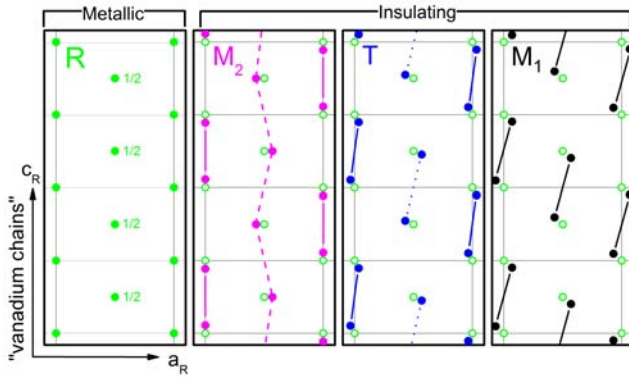 Metallic
Insulating
R
M₂
T
M₁
1/2
1/2
1/2
1/2
c_R
"vanadium chains"
a_R